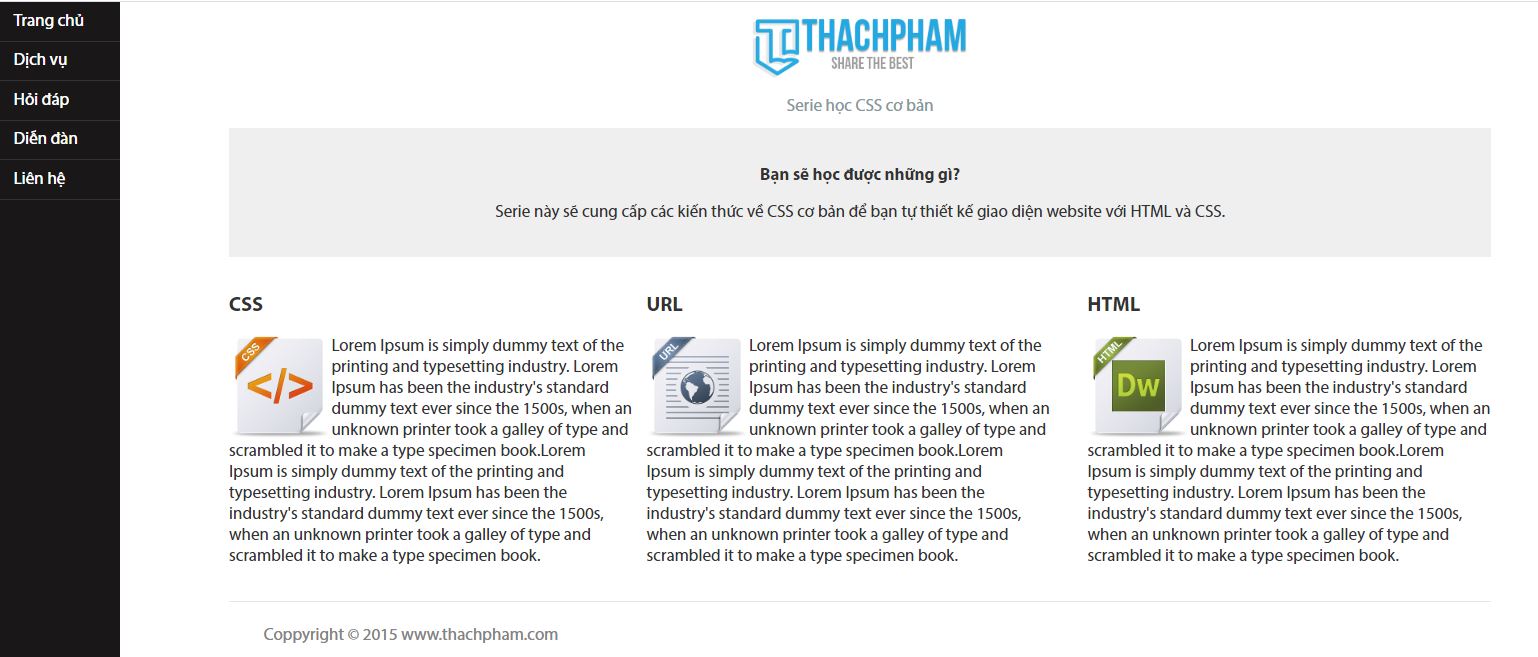 Trang chủ
Dịch vụ
Hỏi đáp
Diễn đàn
Liên hệ
THACHPHAM
SHARE THE BEST
Serie học CSS cơ bản
Bạn sẽ học được những gì?
Serie này sẽ cung cấp các kiến thức về CSS cơ bản để bạn tự thiết kế giao diện website với HTML và CSS.
CSS
CSS
</>
Lorem Ipsum is simply dummy text of the
printing and typesetting industry. Lorem
Ipsum has been the industry's standard
dummy text ever since the 1500s, when an
unknown printer took a galley of type and
scrambled it to make a type specimen book.Lorem
Ipsum is simply dummy text of the printing and
typesetting industry. Lorem Ipsum has been the
industry's standard dummy text ever since the 1500s,
when an unknown printer took a galley of type and
scrambled it to make a type specimen book.
URL
URL
Lorem Ipsum is simply dummy text of the
printing and typesetting industry. Lorem
Ipsum has been the industry's standard
dummy text ever since the 1500s, when an
unknown printer took a galley of type and
scrambled it to make a type specimen book.Lorem
Ipsum is simply dummy text of the printing and
typesetting industry. Lorem Ipsum has been the
industry's standard dummy text ever since the 1500s,
when an unknown printer took a galley of type and
scrambled it to make a type specimen book.
HTML
HTML
Dw
Lorem Ipsum is simply dummy text of the
printing and typesetting industry. Lorem
Ipsum has been the industry's standard
dummy text ever since the 1500s, when an
unknown printer took a galley of type and
scrambled it to make a type specimen book.Lorem
Ipsum is simply dummy text of the printing and
typesetting industry. Lorem Ipsum has been the
industry's standard dummy text ever since the 1500s,
when an unknown printer took a galley of type and
scrambled it to make a type specimen book.
Coppyright © 2015 www.thachpham.com